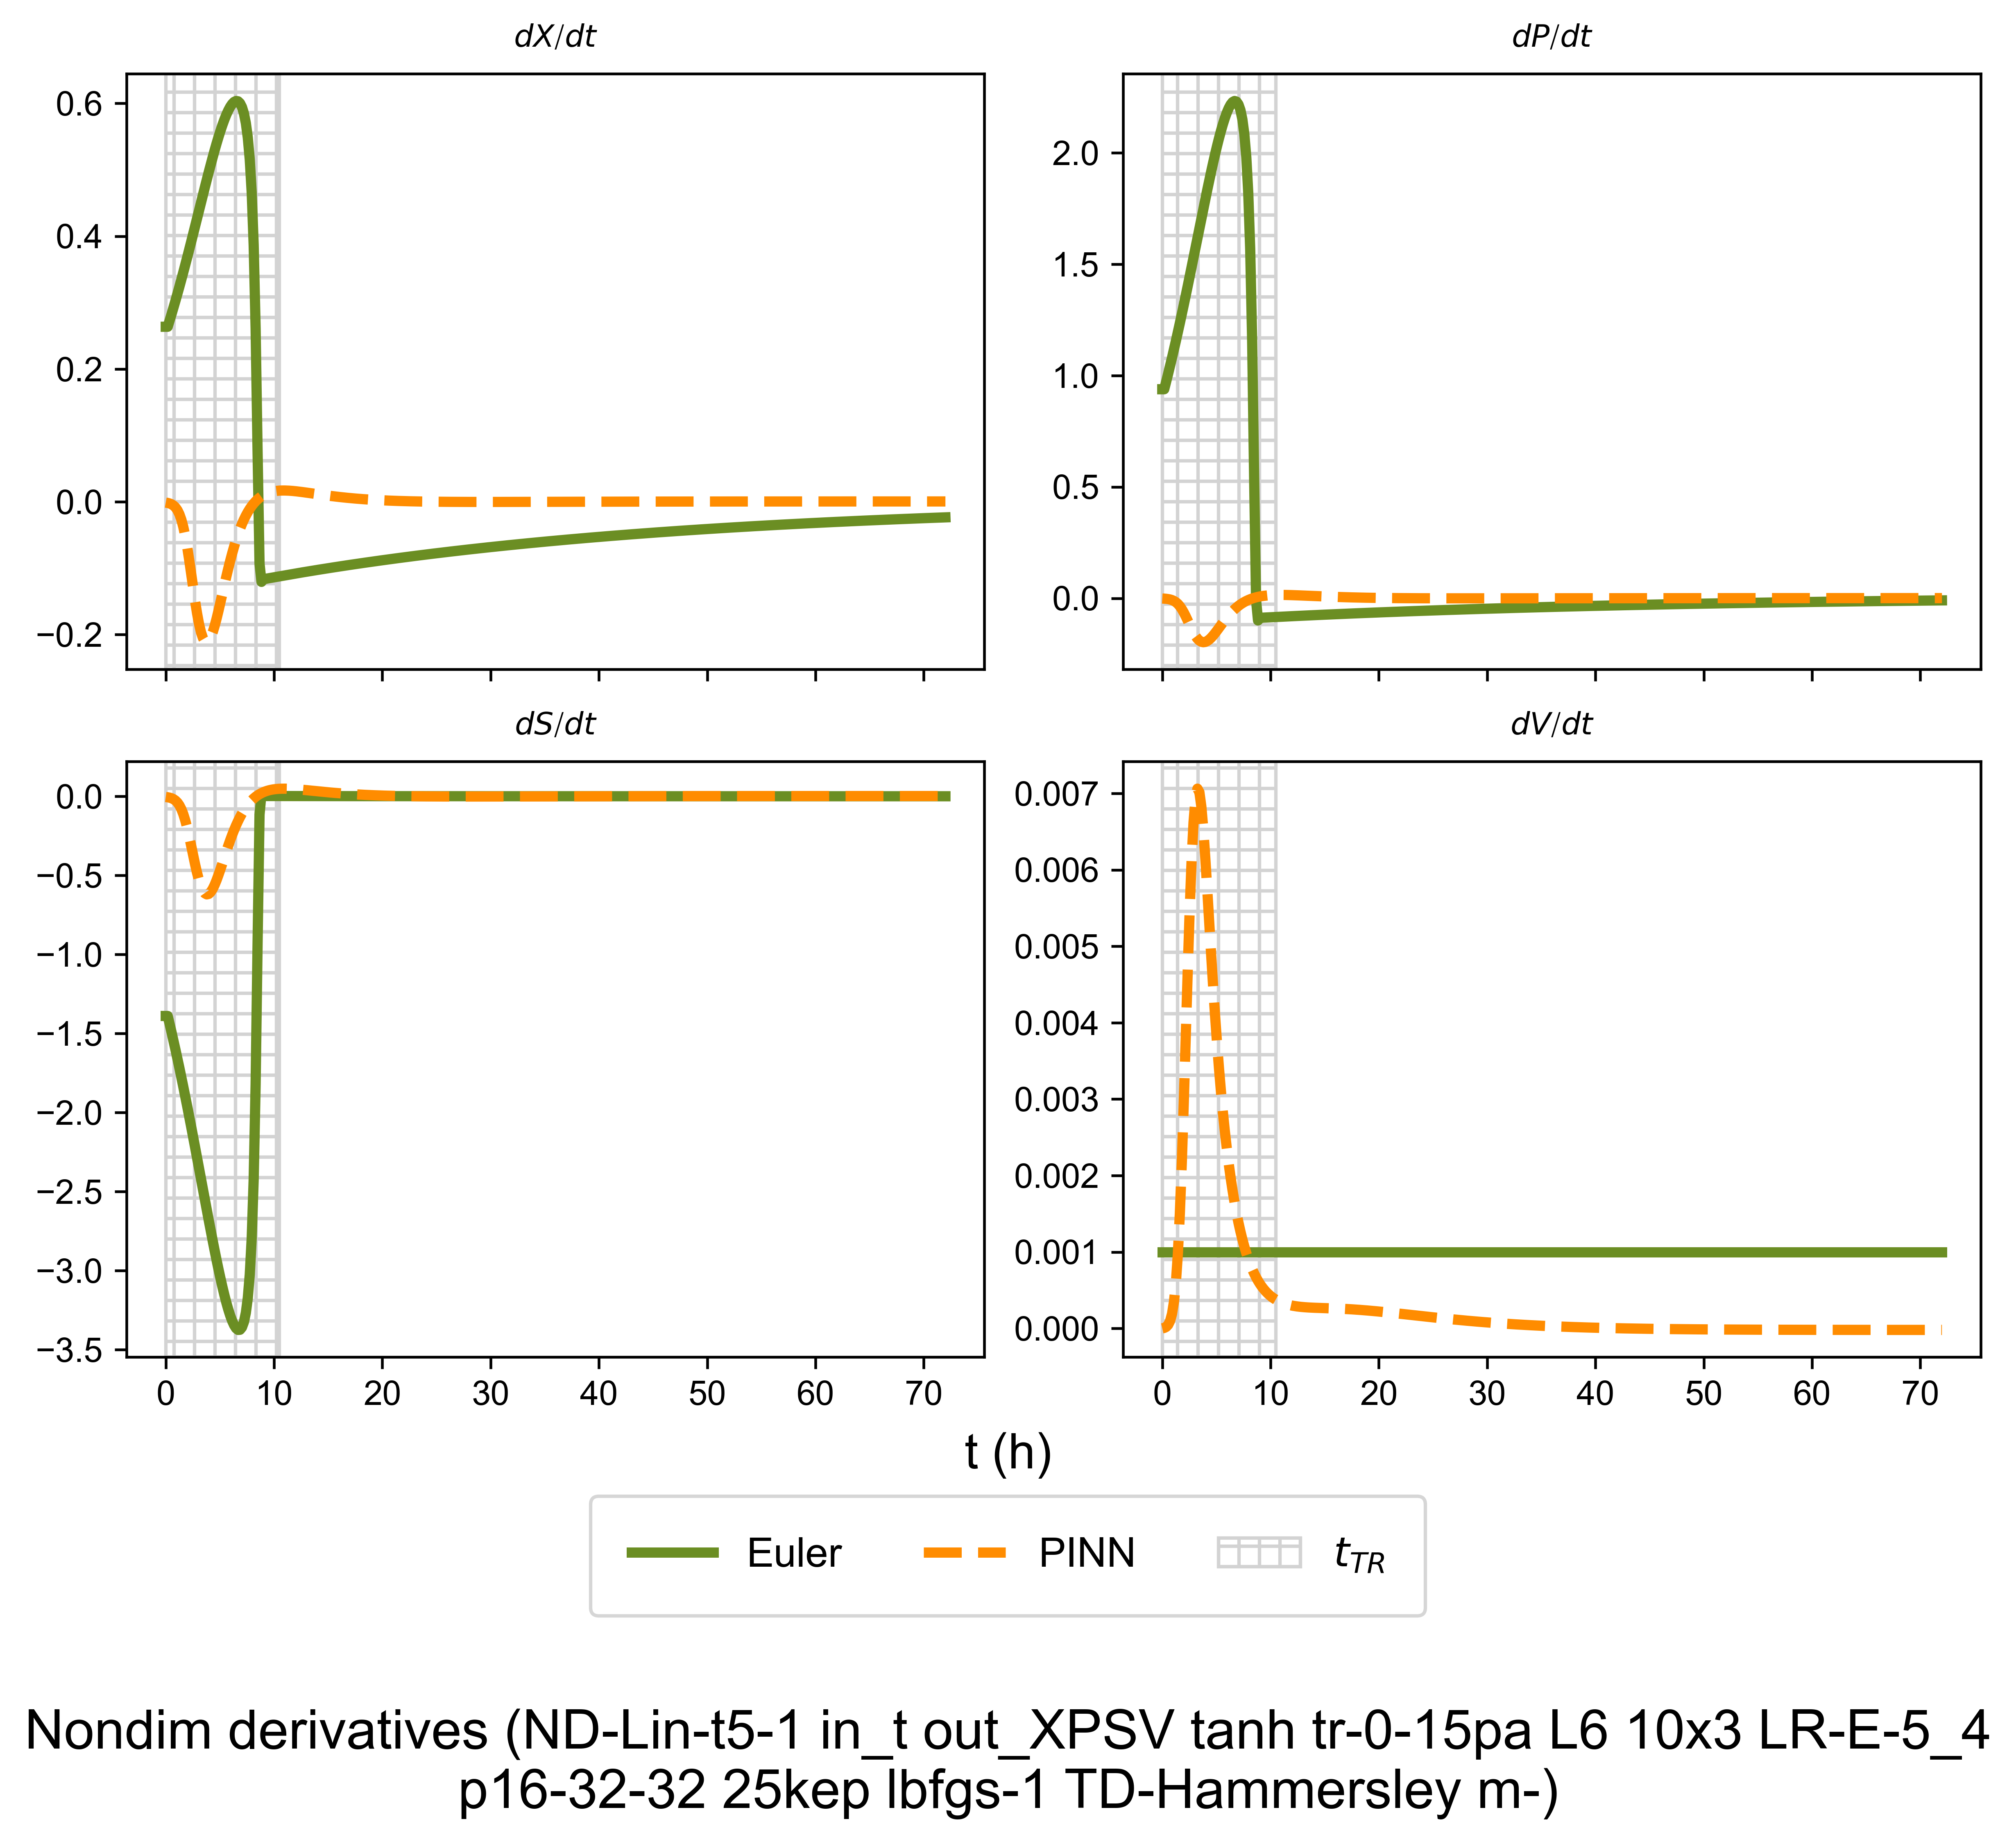 dX/dt
dP/dt
0.6
0.4
0.2
0.0
−0.2
2.0
1.5
1.0
0.5
0.0
dS/dt
dV/dt
0.0
−0.5
−1.0
−1.5
−2.0
−2.5
−3.0
−3.5
0.007
0.006
0.005
0.004
0.003
0.002
0.001
0.000
0 10 20 30 40 50 60 70
0 10 20 30 40 50 60 70
t (h)
Euler PINN t_{TR}
Nondim derivatives (ND-Lin-t5-1 in_t out_XPSV tanh tr-0-15pa L6 10x3 LR-E-5_4
p16-32-32 25kep lbfgs-1 TD-Hammersley m-)